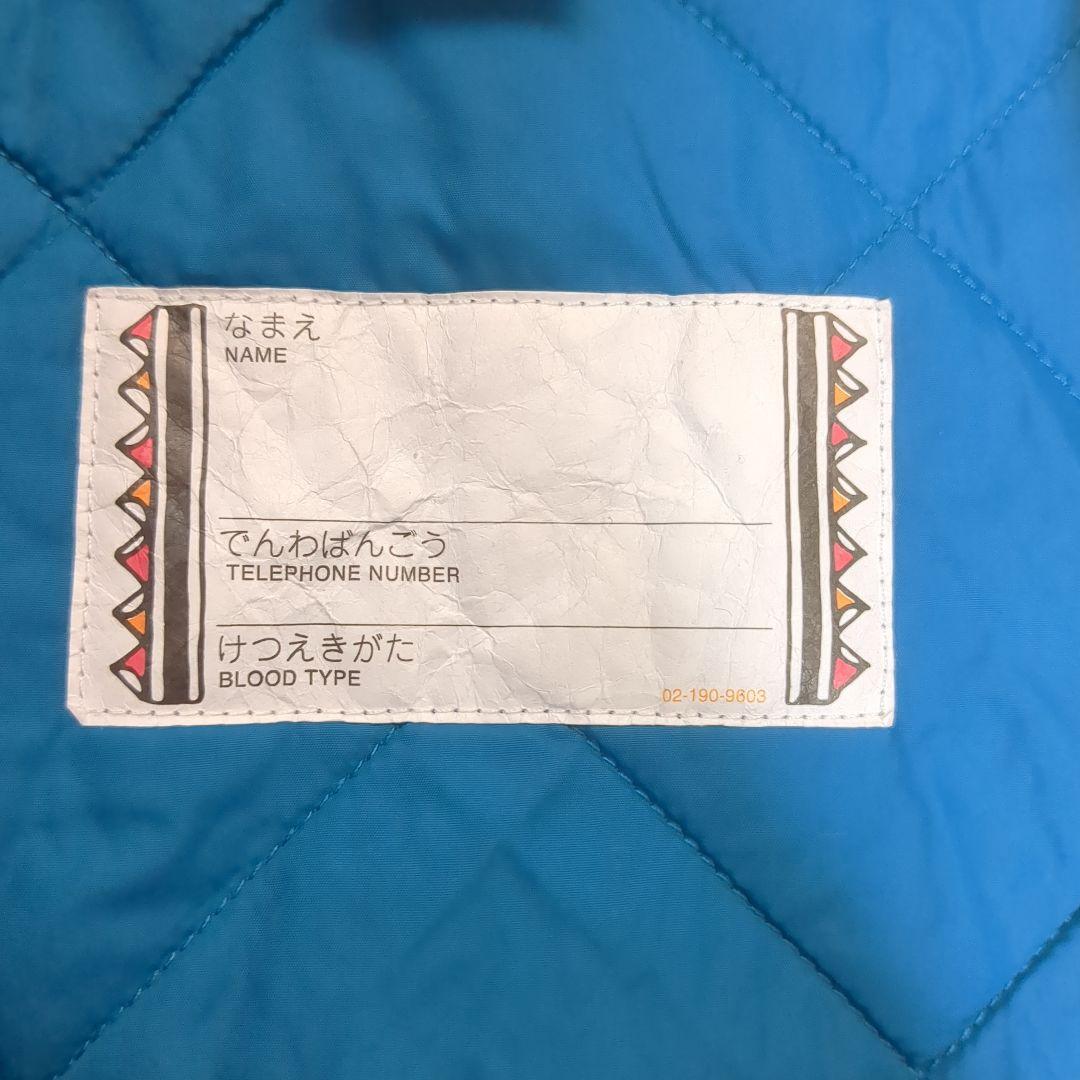 なまえ
NAME
でんわばんごう
TELEPHONE NUMBER
けつえきがた
BLOOD TYPE
02-190-9603